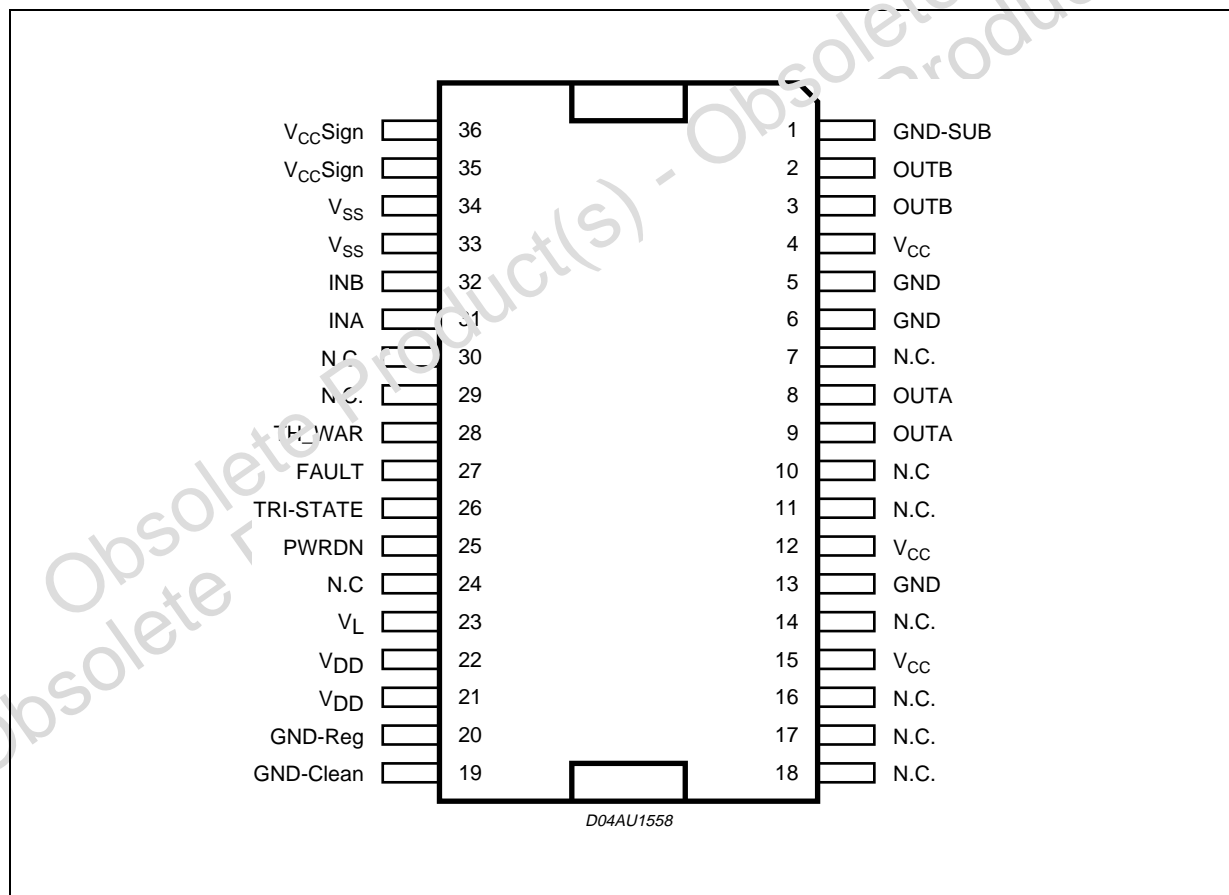 Obsolete Product(s) - Obsolete Product
Obsolete
VCCSign 36 1 GND-SUB
VCCSign 35 2 OUTB
VSS 34 3 OUTB
VSS 33 4 VCC
INB 32 5 GND
INA 31 6 GND
N.C. 30 7 N.C.
N.C. 29 8 OUTA
TH_WAR 28 9 OUTA
FAULT 27 10 N.C
TRI-STATE 26 11 N.C.
PWRDN 25 12 VCC
N.C 24 13 GND
VL 23 14 N.C.
VDD 22 15 VCC
VDD 21 16 N.C.
GND-Reg 20 17 N.C.
GND-Clean 19 18 N.C.
D04AU1558